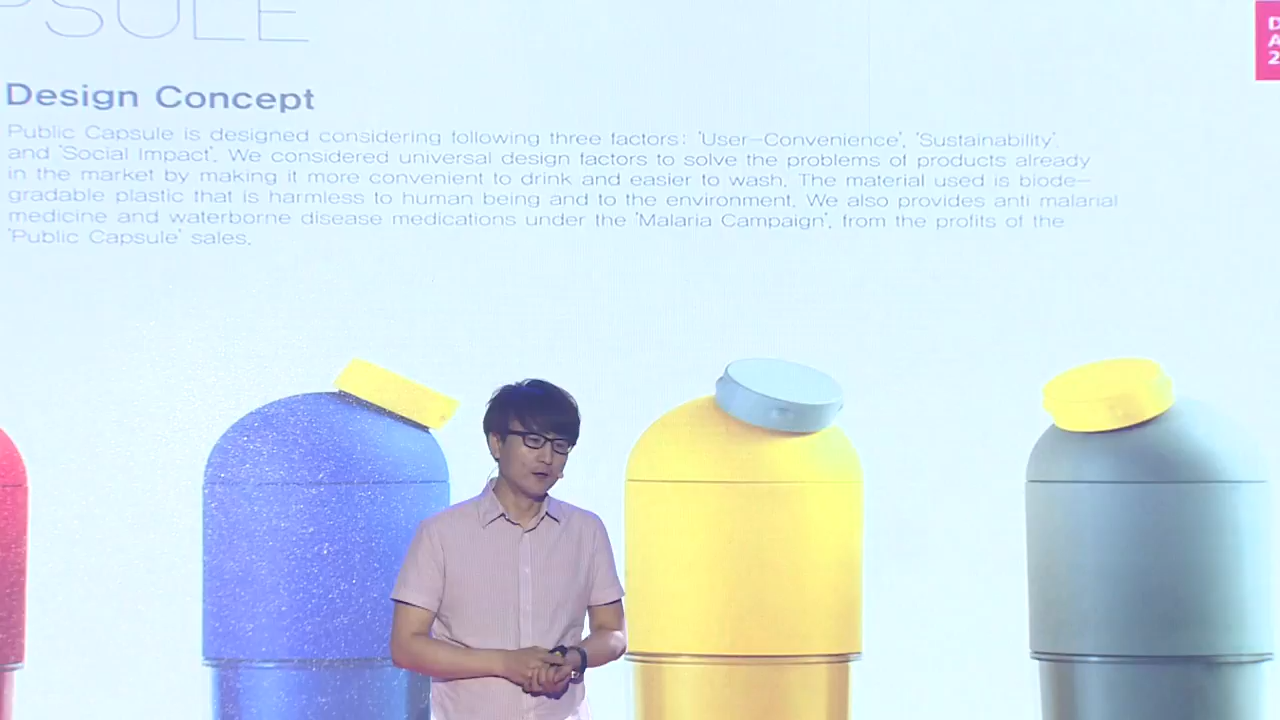 PSULE
Design Concept
Public Capsule is designed considering following three factors: 'User-Convenience', 'Sustainability'
and 'Social Impact'. We considered universal design factors to solve the problems of products already
in the market by making it more convenient to drink and easier to wash. The material used is biode-
gradable plastic that is harmless to human being and to the environment. We also provides anti malarial
medicine and waterborne disease medications under the 'Malaria Campaign', from the profits of the
'Public Capsule' sales.
D
A
2